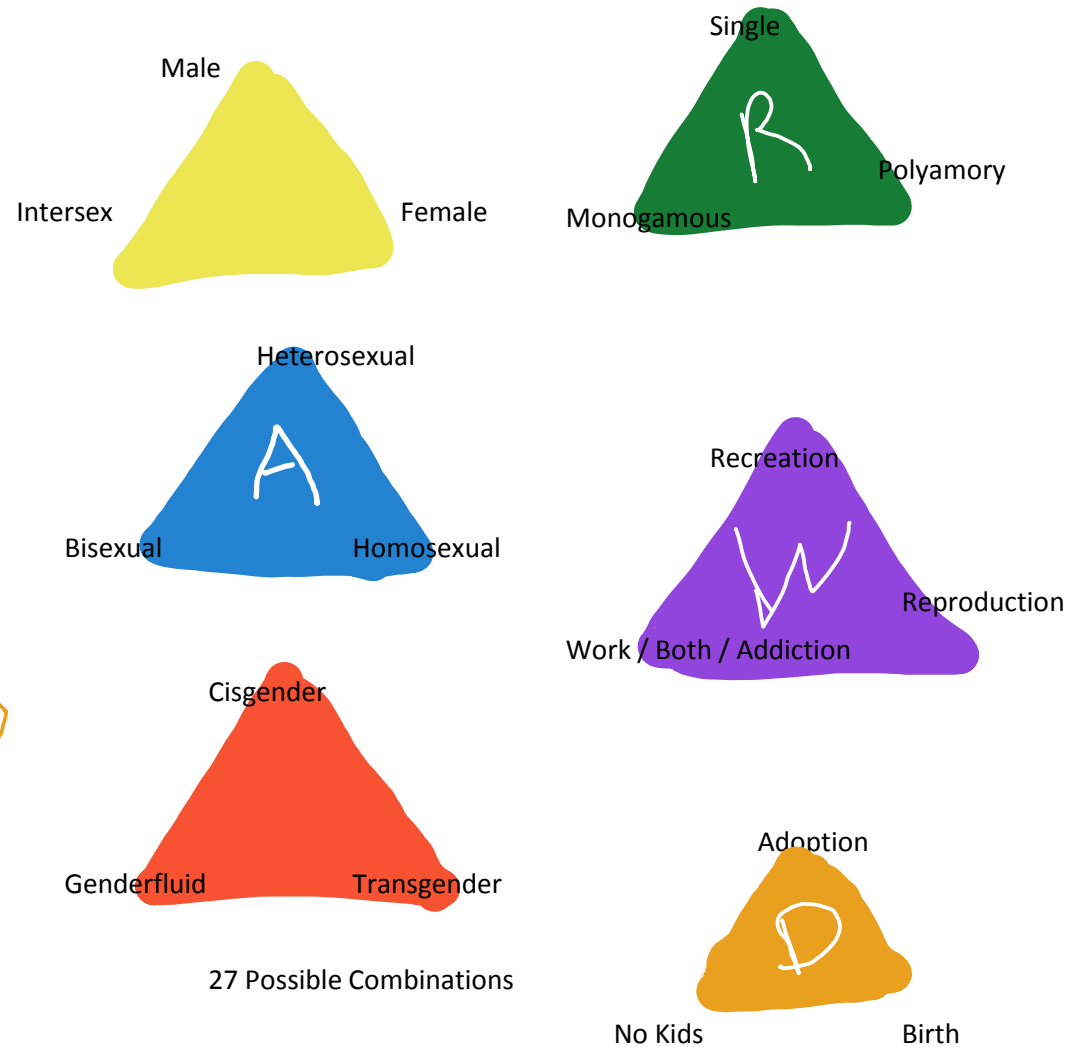 Male
Intersex
Female
Heterosexual
A
Bisexual
Homosexual
Cisgender
Genderfluid
Transgender
27 Possible Combinations
Single
R
Polyamory
Monogamous
Recreation
W
Reproduction
Work / Both / Addiction
Adoption
D
No Kids
Birth